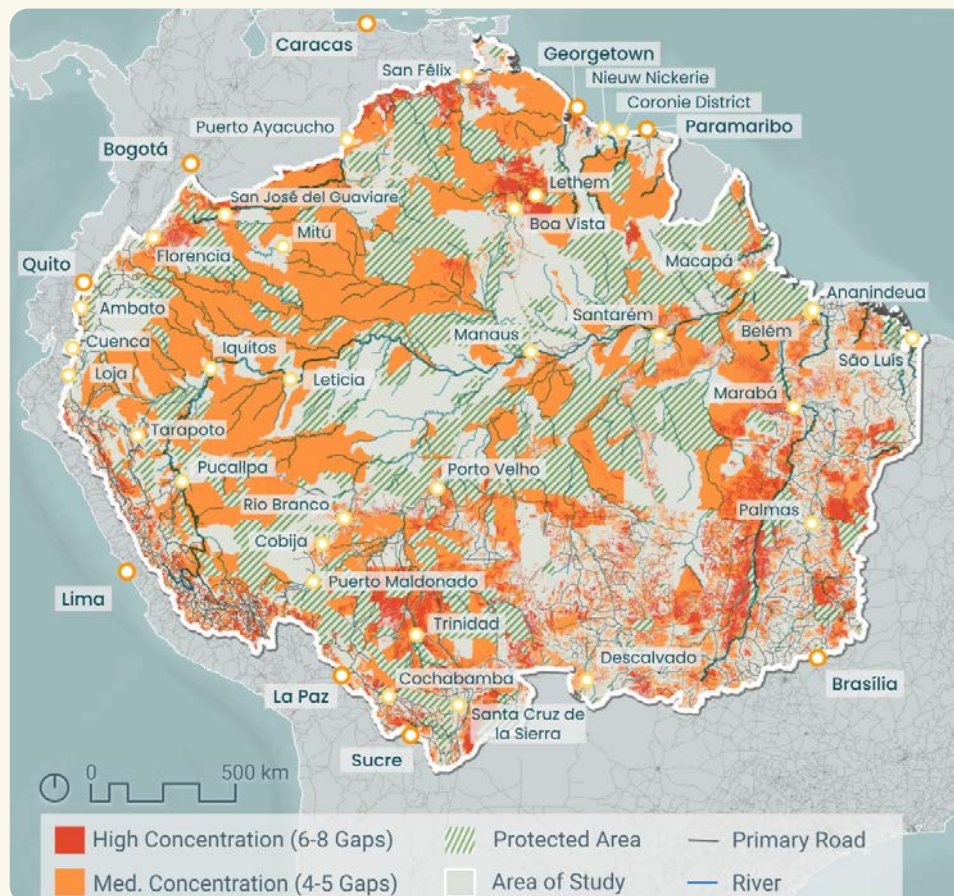 Caracas
Georgetown
San Félix
Nieuw Nickerie
Coronie District
Puerto Ayacucho
Paramaribo
Bogotá
Lethem
San José del Guaviare
Boa Vista
Mitú
Florencia
Macapá
Quito
Ananindeua
Ambato
Santarém
Manaus
Belém
Cuenca
Iquitos
São Luís
Loja
Leticia
Marabá
Tarapoto
Pucallpa
Porto Velho
Rio Branco
Palmas
Cobija
Lima
Puerto Maldonado
Trinidad
Descalvado
La Paz
Cochabamba
Brasília
Santa Cruz de
la Sierra
Sucre
0 500 km
High Concentration (6-8 Gaps)
Protected Area
Primary Road
Med. Concentration (4-5 Gaps)
Area of Study
River